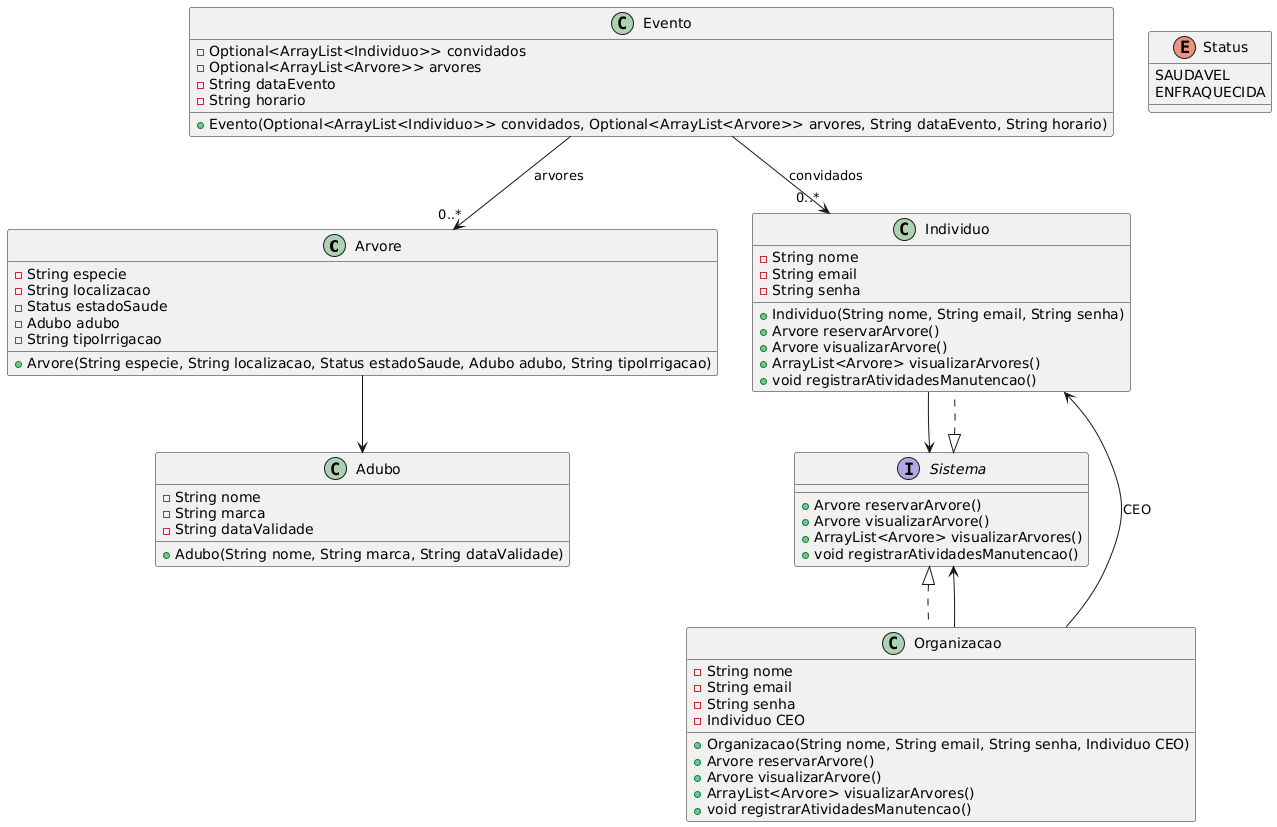 Evento
Optional<ArrayList<Individuo>> convidados
Optional<ArrayList<Arvore>> arvores
String dataEvento
String horario
Evento(Optional<ArrayList<Individuo>> convidados, Optional<ArrayList<Arvore>> arvores, String dataEvento, String horario)
E Status
SAUDAVEL
ENFRAQUECIDA
arvores
convidados
0..*
0..*
C Arvore
String especie
String localizacao
Status estadoSaude
Adubo adubo
String tipoIrrigacao
Arvore(String especie, String localizacao, Status estadoSaude, Adubo adubo, String tipoIrrigacao)
C Individuo
String nome
String email
String senha
Individuo(String nome, String email, String senha)
Arvore reservarArvore()
Arvore visualizarArvore()
ArrayList<Arvore> visualizarArvores()
void registrarAtividadesManutencao()
C Adubo
String nome
String marca
String dataValidade
Adubo(String nome, String marca, String dataValidade)
I Sistema
Arvore reservarArvore()
Arvore visualizarArvore()
ArrayList<Arvore> visualizarArvores()
void registrarAtividadesManutencao()
CEO
C Organizacao
String nome
String email
String senha
Individuo CEO
Organizacao(String nome, String email, String senha, Individuo CEO)
Arvore reservarArvore()
Arvore visualizarArvore()
ArrayList<Arvore> visualizarArvores()
void registrarAtividadesManutencao()